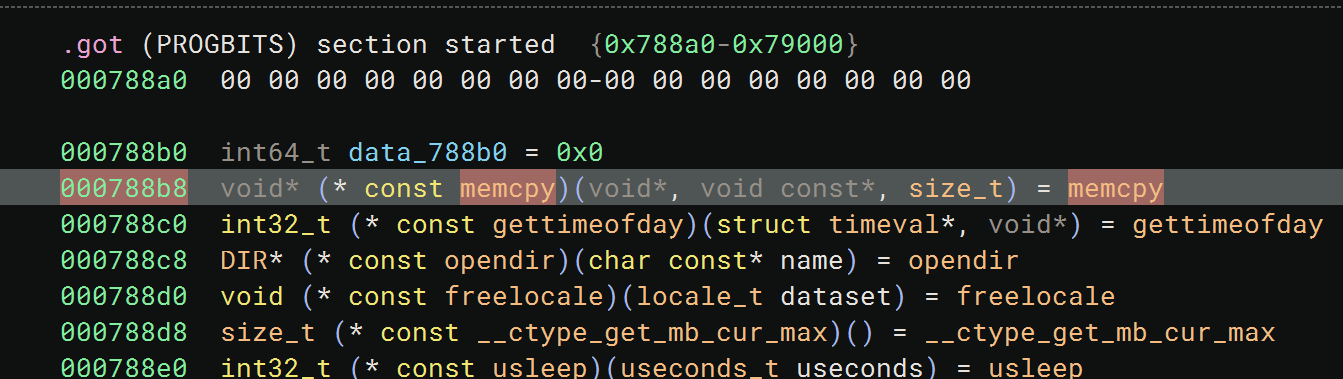 .got (PROGBITS) section started  {0x788a0-0x79000}
000788a0  00 00 00 00 00 00 00 00-00 00 00 00 00 00 00 00
000788b0  int64_t data_788b0 = 0x0
000788b8  void* (* const memcpy)(void*, void const*, size_t) = memcpy
000788c0  int32_t (* const gettimeofday)(struct timeval*, void*) = gettimeofday
000788c8  DIR* (* const opendir)(char const* name) = opendir
000788d0  void (* const freelocale)(locale_t dataset) = freelocale
000788d8  size_t (* const __ctype_get_mb_cur_max)() = __ctype_get_mb_cur_max
000788e0  int32_t (* const usleep)(useconds_t useconds) = usleep